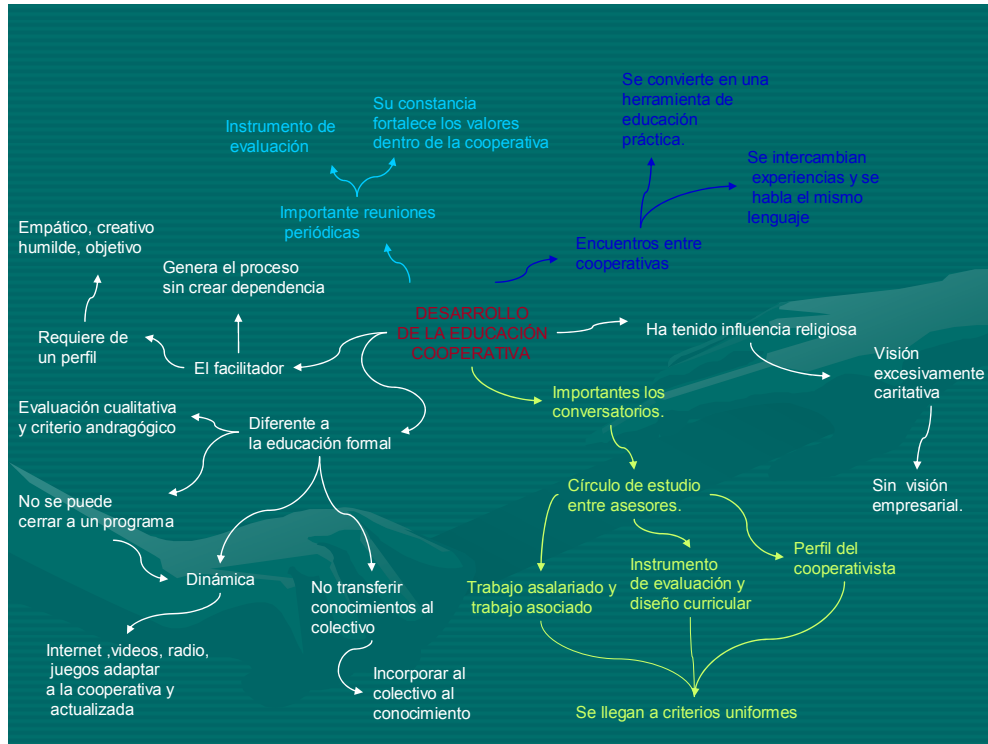 Se convierte en una
herramienta de
educación
práctica.
Su constancia
fortalece los valores
dentro de la cooperativa
Instrumento de
evaluación
Se intercambian
experiencias y se
habla el mismo
lenguaje
Importante reuniones
periódicas
Encuentros entre
cooperativas
Empático, creativo
humilde, objetivo
Genera el proceso
sin crear dependencia
DESARROLLO
DE LA EDUCACIÓN
COOPERATIVA
Requiere de
un perfil
El facilitador
Ha tenido influencia religiosa
Visión
excesivamente
caritativa
Sin visión
empresarial.
Importantes los
conversatorios.
Evaluación cualitativa
y criterio andragógico
Diferente a
la educación formal
No se puede
cerrar a un programa
Círculo de estudio
entre asesores.
Dinámica
No transferir
conocimientos al
colectivo
Trabajo asalariado y
trabajo asociado
Instrumento
de evaluación y
diseño curricular
Perfil del
cooperativista
Internet ,videos, radio,
juegos adaptar
a la cooperativa y
actualizada
Incorporar al
colectivo al
conocimiento
Se llegan a criterios uniformes